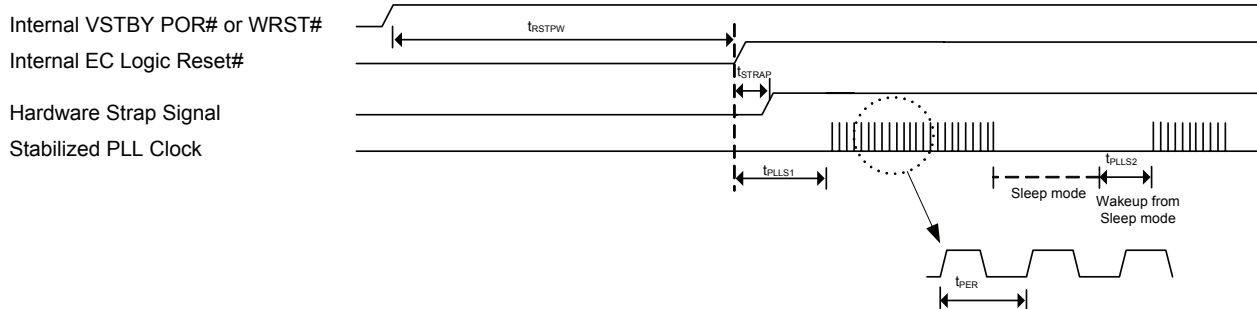 Internal VSTBY POR# or WRST#
tRSTPW
Internal EC Logic Reset#
tSTRAP
Hardware Strap Signal
Stabilized PLL Clock
tPLLS1
tPLLS2
Sleep mode
Wakeup from
Sleep mode
tPER